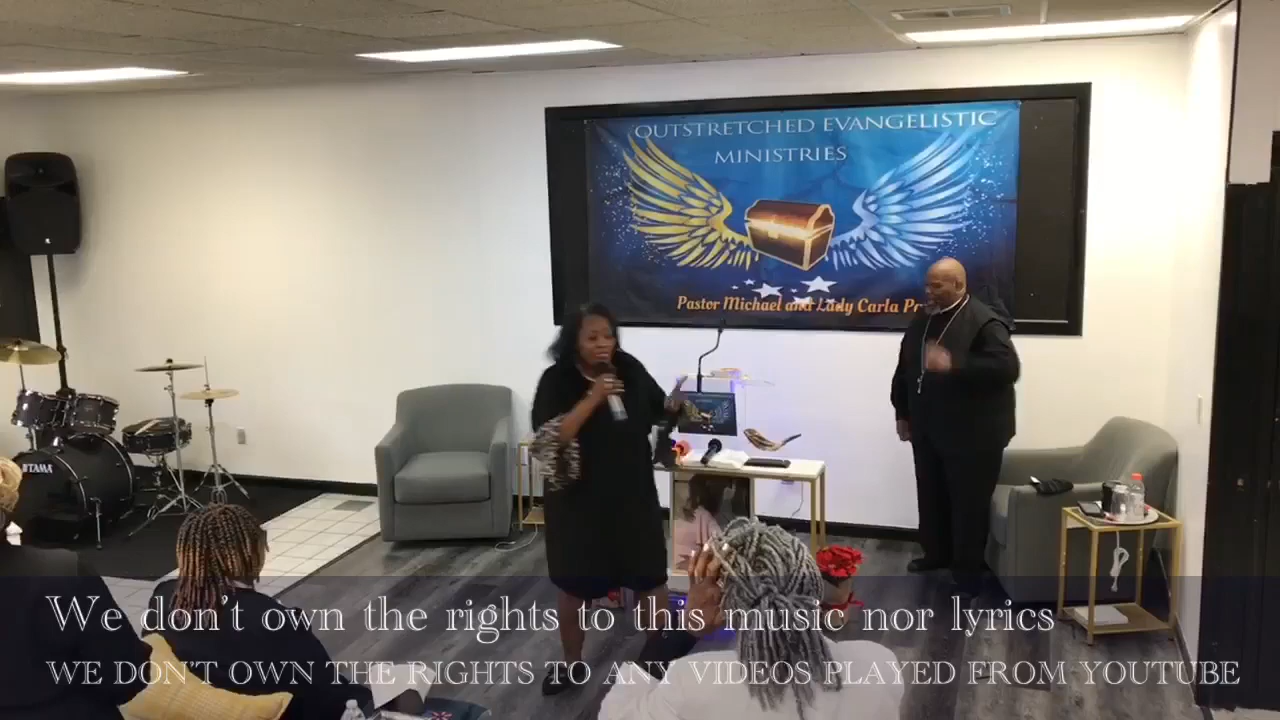 OUTSTRETCHED EVANGELISTIC
MINISTRIES
Pastor Michael and Lady Carla
TAMA
We don't own the rights to this music nor lyrics
WE DON'T OWN THE RIGHTS TO ANY VIDEOS PLAYED FROM YOUTUBE